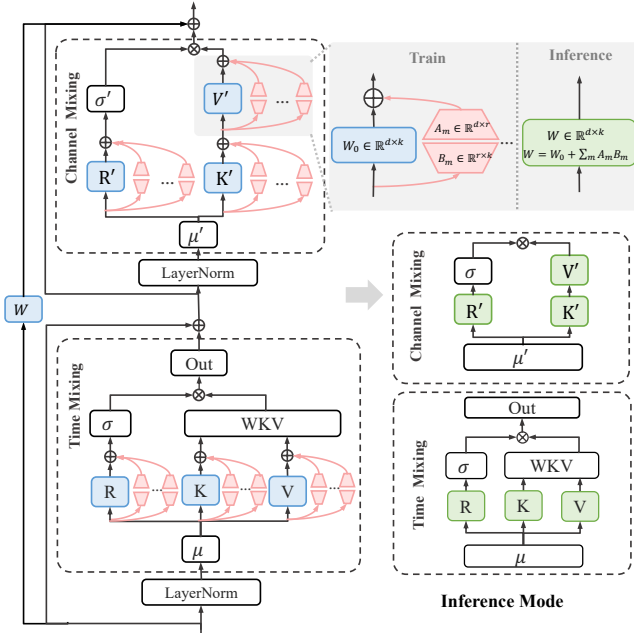 Channel Mixing
σ′
V′
...
R′
...
K′
...
μ′
LayerNorm
W
Time Mixing
Out
σ
WKV
R
...
K
...
V
...
μ
LayerNorm
Train
W₀ ∈ ℝ^{d×k}
A_m ∈ ℝ^{d×r}
B_m ∈ ℝ^{r×k}
...
Inference
W ∈ ℝ^{d×k}
W = W₀ + ∑_m A_m B_m
Channel Mixing
σ
V′
R′
K′
μ′
Time Mixing
Out
σ
WKV
R
K
V
μ
Inference Mode